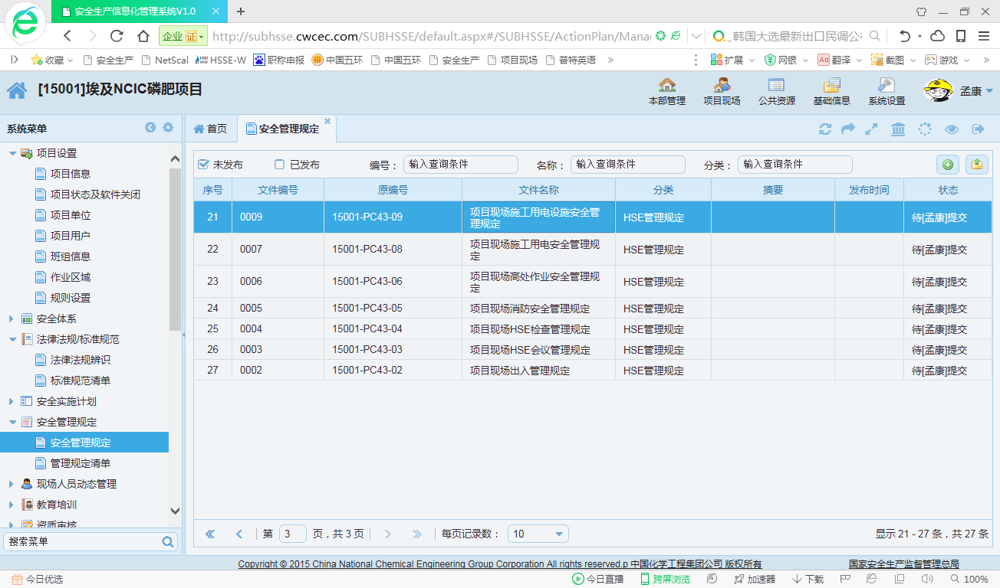 安全生产信息化管理系统V1.0
企业 证 http://subhsse.cwcec.com/SUBHSSE/default.aspx#/SUBHSSE/ActionPlan/Mana 韩国大选最新出口民调公
收藏 安全生产 NetScal HSSE-W 职称申报 中国五环 中国五环 安全生产 项目现场 普特英语 » 扩展 网银 Aa 翻译 截图 游戏 »
[15001]埃及NCIC磷肥项目
本部管理 项目现场 公共资源 基础信息 系统设置 孟康
系统菜单
首页 安全管理规定
项目设置
项目信息
项目状态及软件关闭
项目单位
项目用户
班组信息
作业区域
规则设置
安全体系
法律法规/标准规范
法律法规辨识
标准规范清单
安全实施计划
安全管理规定
安全管理规定
管理规定清单
现场人员动态管理
教育培训
资质审核
搜索菜单
未发布 已发布 编号： 输入查询条件 名称： 输入查询条件 分类： 输入查询条件
序号 文件编号 原编号 文件名称 分类 摘要 发布时间 状态
21 0009 15001-PC43-09 项目现场施工用电设施安全管理规定 HSE管理规定 待[孟康]提交
22 0007 15001-PC43-08 项目现场施工用电安全管理规定 HSE管理规定 待[孟康]提交
23 0006 15001-PC43-06 项目现场高处作业安全管理规定 HSE管理规定 待[孟康]提交
24 0005 15001-PC43-05 项目现场消防安全管理规定 HSE管理规定 待[孟康]提交
25 0004 15001-PC43-04 项目现场HSE检查管理规定 HSE管理规定 待[孟康]提交
26 0003 15001-PC43-03 项目现场HSE会议管理规定 HSE管理规定 待[孟康]提交
27 0002 15001-PC43-02 项目现场出入管理规定 HSE管理规定 待[孟康]提交
第 3 页，共 3 页 每页记录数： 10 显示 21 - 27 条，共 27 条
Copyright © 2015 China National Chemical Engineering Group Corporation All rights reserved.p 中国化学工程集团公司 版权所有 国家安全生产监督管理总局
今日优选 今日直播 跨屏浏览 加速器 下载 100%